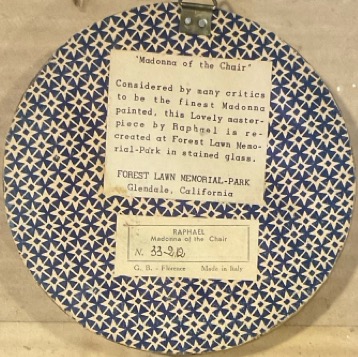 "Madonna of the Chair"
Considered by many critics
to be the finest Madonna
painted, this Lovely master-
piece by Raphael is re-
created at Forest Lawn Memo-
rial-Park in stained glass.
FOREST LAWN MEMORIAL-PARK
Glendale, California
RAPHAEL
Madonna of the Chair
N. 33-212
G. B. - Florence Made in Italy